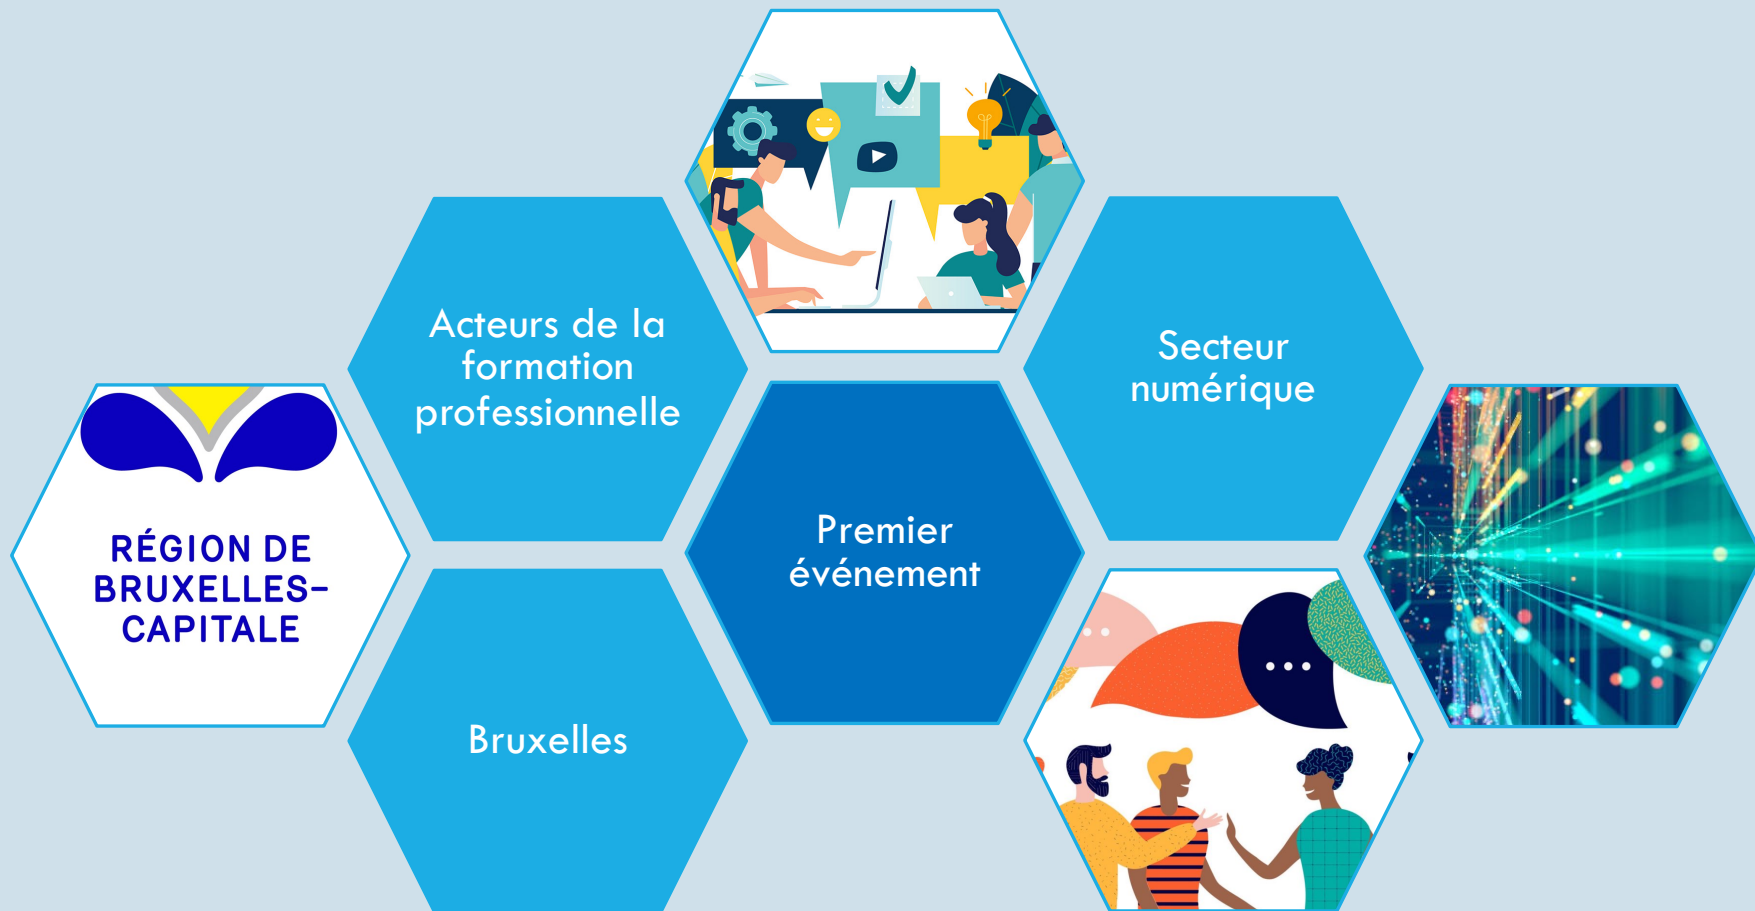 Acteurs de la
formation
professionnelle
Secteur
numérique
RÉGION DE
BRUXELLES-
CAPITALE
Premier
événement
Bruxelles